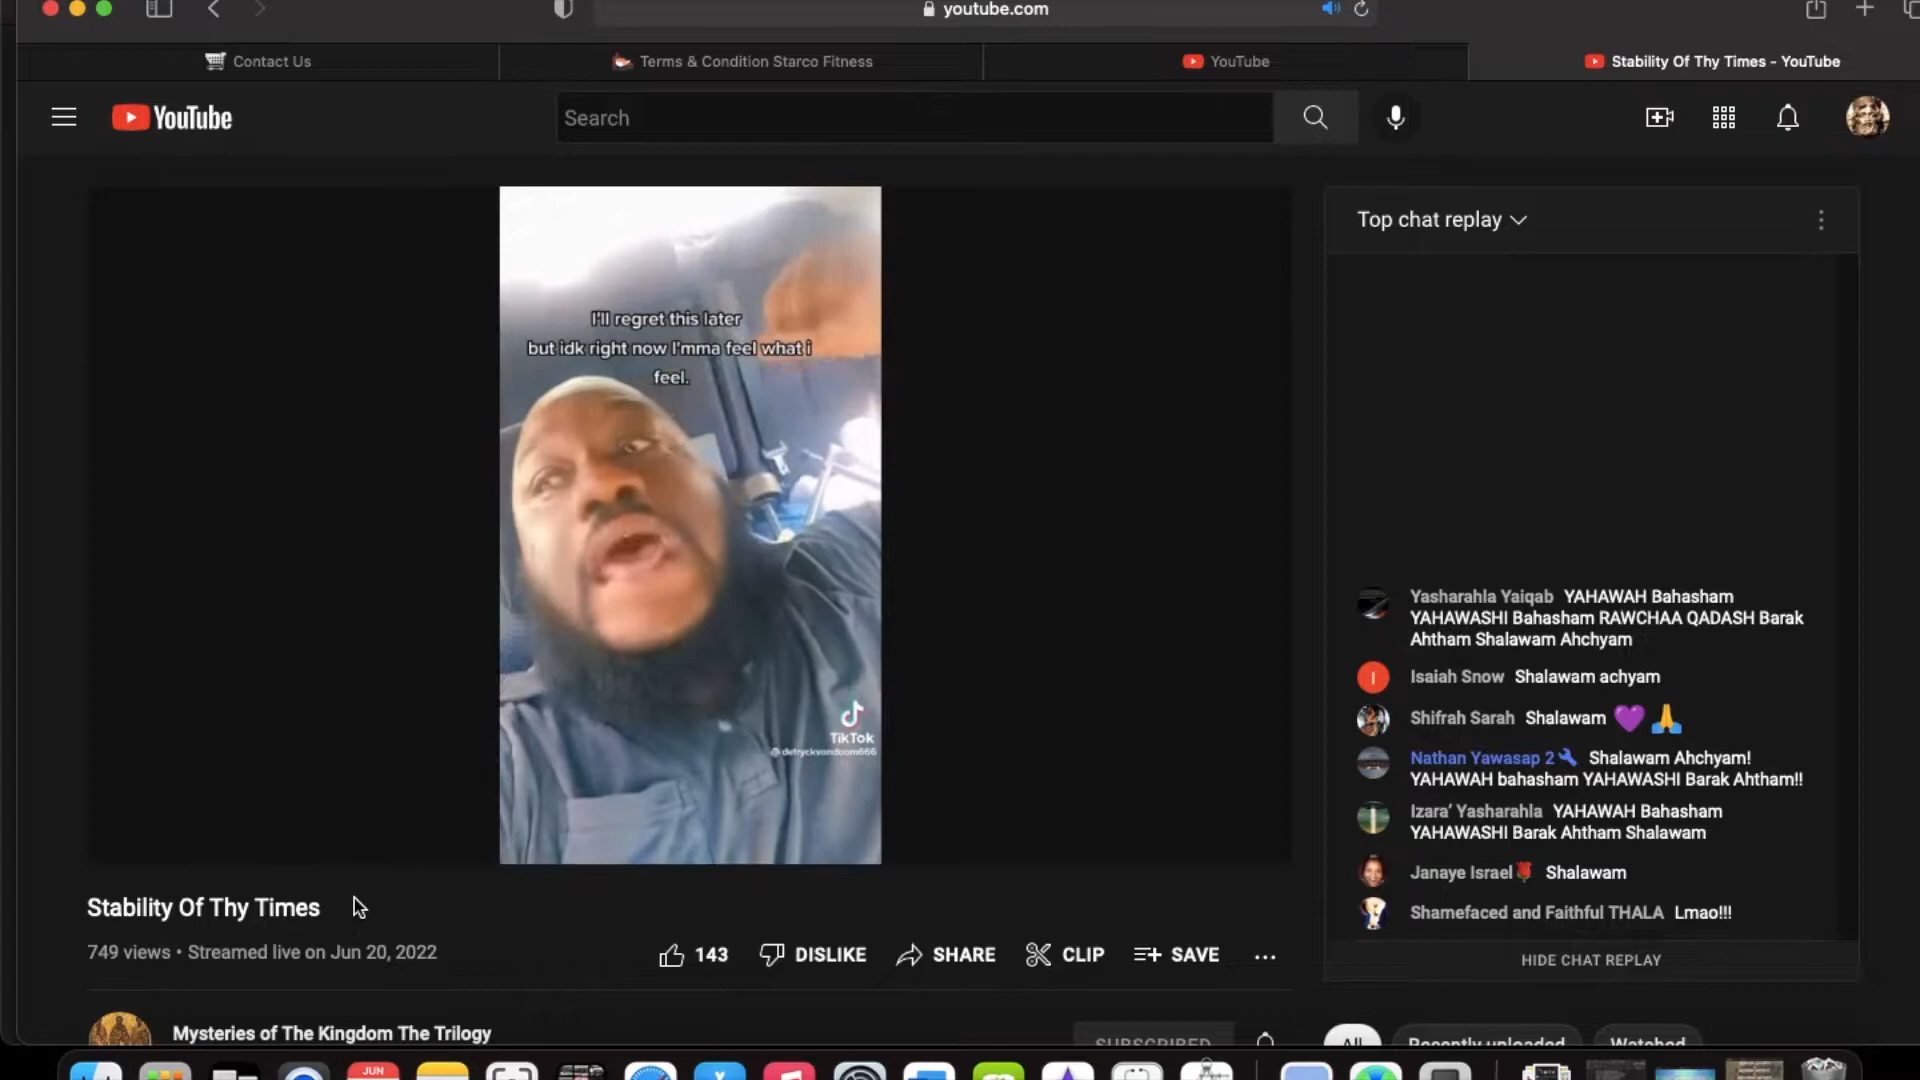 youtube.com
Contact Us
Terms & Condition Starco Fitness
YouTube
Stability Of Thy Times - YouTube
YouTube
Search
I'll regret this later
but idk right now I'mma feel what i
feel.
TikTok
@detryckvondoom666
Top chat replay
Yasharahla Yaiqab YAHAWAH Bahasham
YAHAWASHI Bahasham RAWCHAA QADASH Barak
Ahtham Shalawam Ahchyam
I
Isaiah Snow Shalawam achyam
Shifrah Sarah Shalawam 💜 🙏
Nathan Yawasap 2 🔧 Shalawam Ahchyam!
YAHAWAH bahasham YAHAWASHI Barak Ahtham!!
Izara' Yasharahla YAHAWAH Bahasham
YAHAWASHI Barak Ahtham Shalawam
Janaye Israel🌹 Shalawam
Shamefaced and Faithful THALA Lmao!!!
HIDE CHAT REPLAY
Stability Of Thy Times
749 views • Streamed live on Jun 20, 2022
143 DISLIKE SHARE CLIP SAVE ...
Mysteries of The Kingdom The Trilogy
SUBSCRIBED
All Recently uploaded Watched
JUN